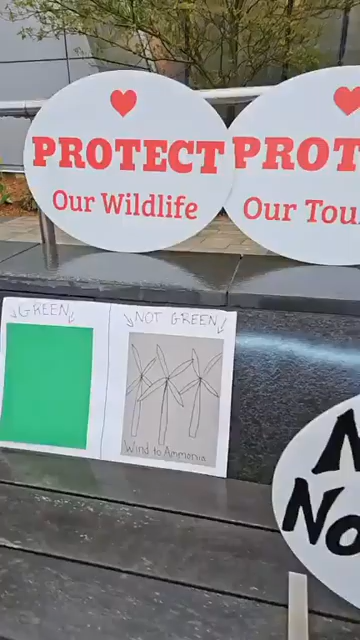 PROTECT
Our Wildlife
PROT
Our Tou
GREEN
NOT GREEN
Wind to Ammonia
No